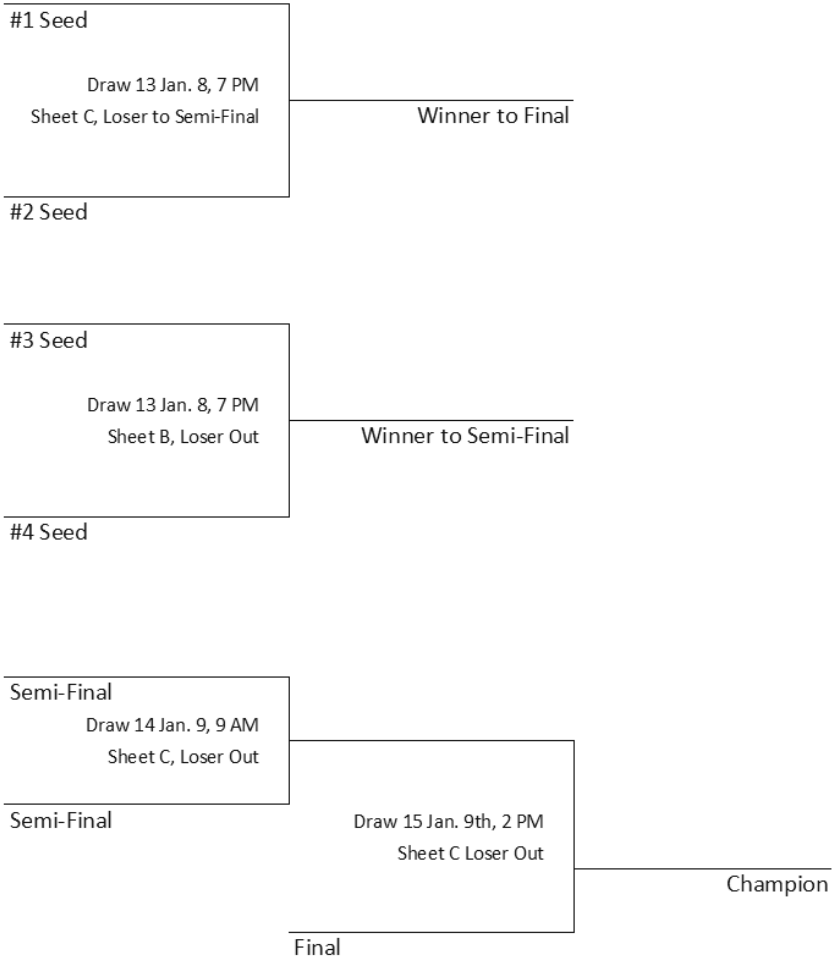 #1 Seed
Draw 13 Jan. 8, 7 PM
Sheet C, Loser to Semi-Final
Winner to Final
#2 Seed
#3 Seed
Draw 13 Jan. 8, 7 PM
Sheet B, Loser Out
Winner to Semi-Final
#4 Seed
Semi-Final
Draw 14 Jan. 9, 9 AM
Sheet C, Loser Out
Semi-Final
Draw 15 Jan. 9th, 2 PM
Sheet C Loser Out
Champion
Final